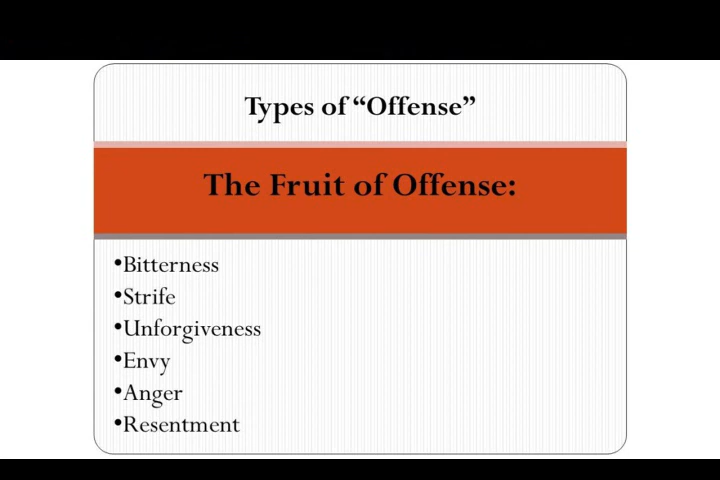 Types of “Offense”
The Fruit of Offense:
•Bitterness
•Strife
•Unforgiveness
•Envy
•Anger
•Resentment